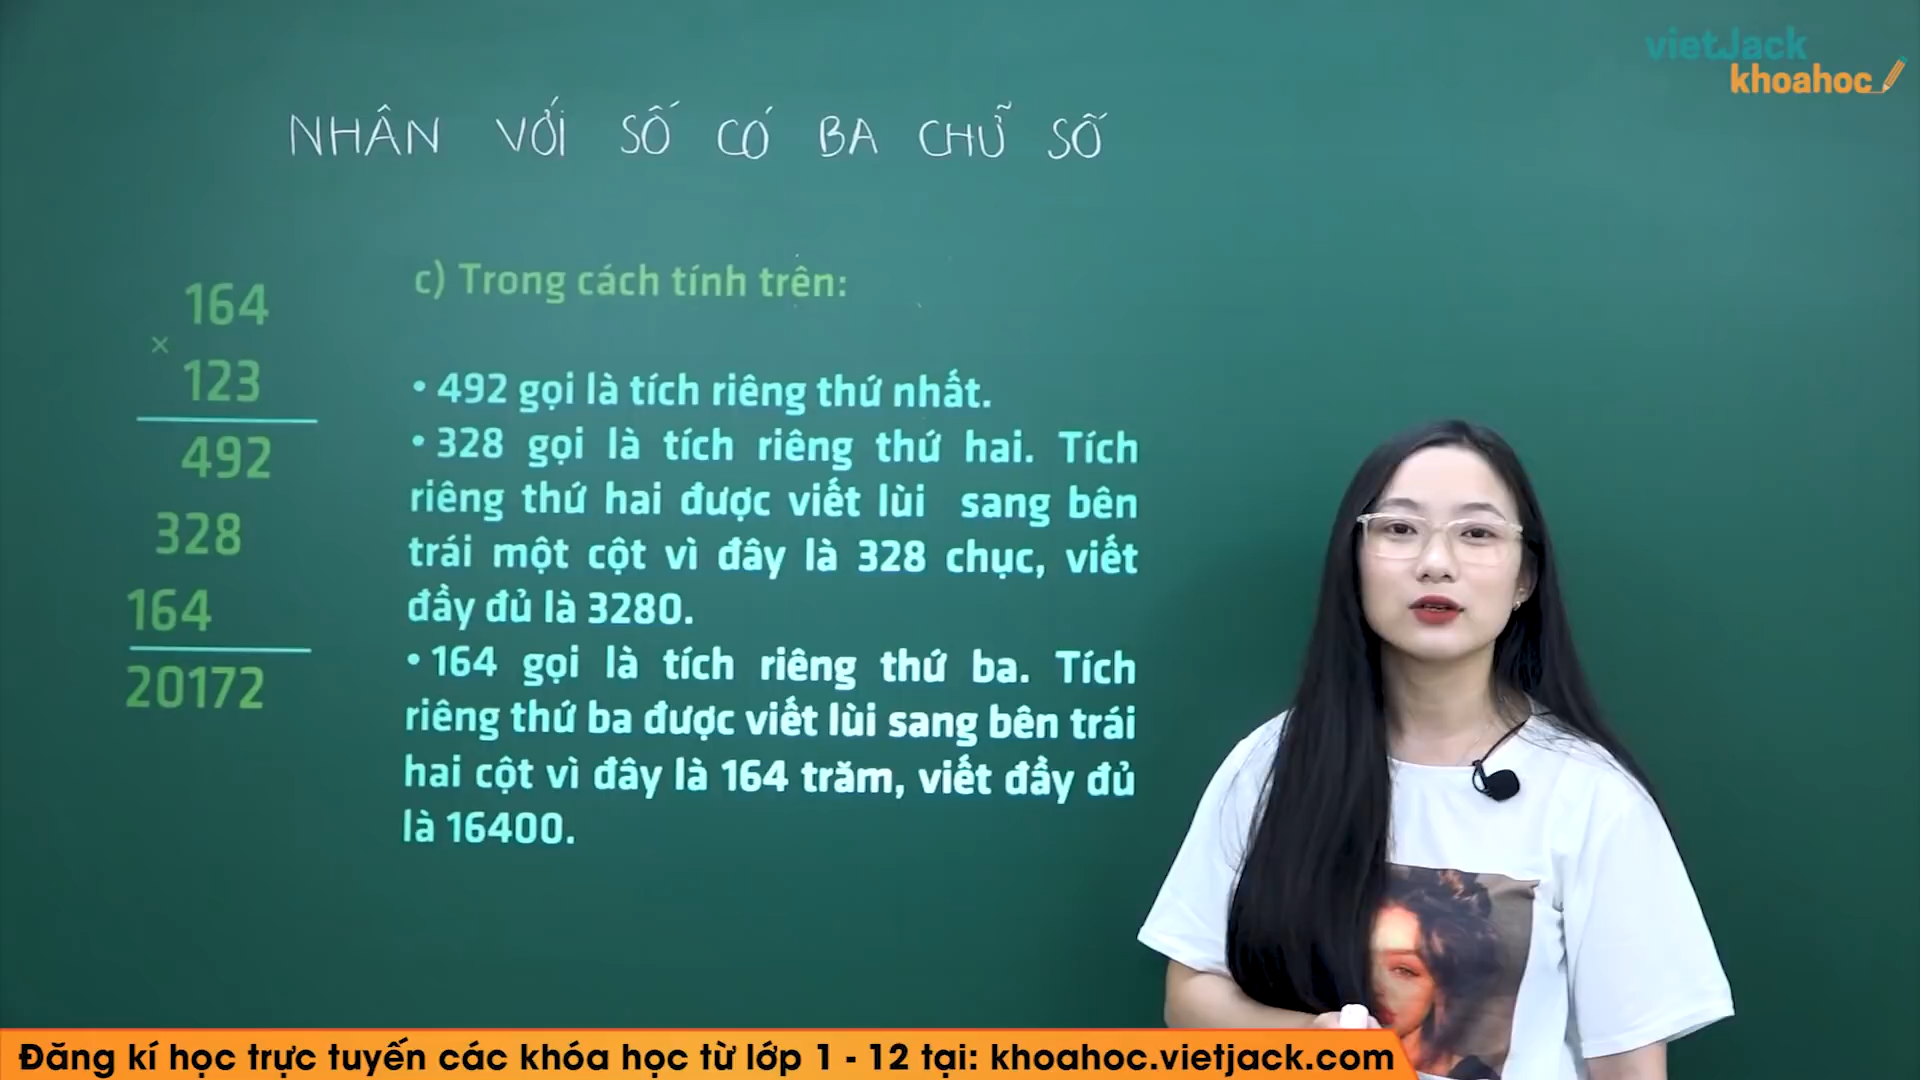 vietJack
khoahoc
NHÂN VỚI SỐ CÓ BA CHỮ SỐ
c) Trong cách tính trên:
164
×
123
492
328
164
20172
• 492 gọi là tích riêng thứ nhất.
• 328 gọi là tích riêng thứ hai. Tích
riêng thứ hai được viết lùi sang bên
trái một cột vì đây là 328 chục, viết
đầy đủ là 3280.
• 164 gọi là tích riêng thứ ba. Tích
riêng thứ ba được viết lùi sang bên trái
hai cột vì đây là 164 trăm, viết đầy đủ
là 16400.
Đăng kí học trực tuyến các khóa học từ lớp 1 - 12 tại: khoahoc.vietjack.com